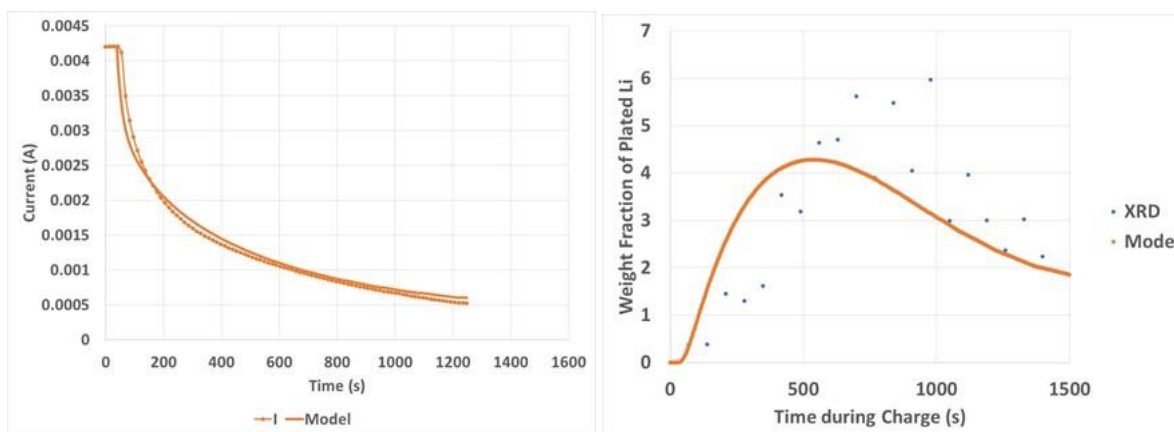 0.0045
0.004
0.0035
0.003
0.0025
0.002
0.0015
0.001
0.0005
0
Current (A)
0 200 400 600 800 1000 1200 1400 1600
Time (s)
I Model
7
6
5
4
3
2
1
0
Weight Fraction of Plated Li
0 500 1000 1500
Time during Charge (s)
XRD
Model